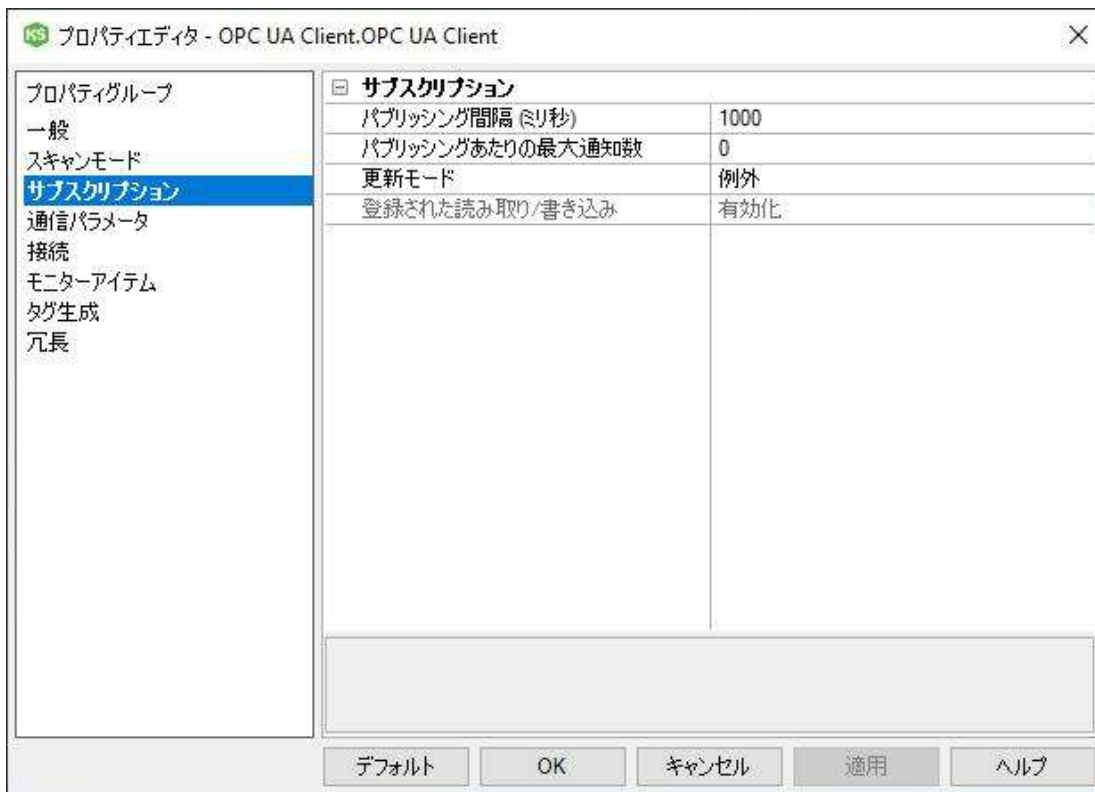 KS プロパティエディタ - OPC UA Client.OPC UA Client
プロパティグループ
一般
スキャンモード
サブスクリプション
通信パラメータ
接続
モニターアイテム
タグ生成
冗長
サブスクリプション
パブリッシング間隔 (ミリ秒) 1000
パブリッシングあたりの最大通知数 0
更新モード 例外
登録された読み取り/書き込み 有効化
デフォルト OK キャンセル 適用 ヘルプ